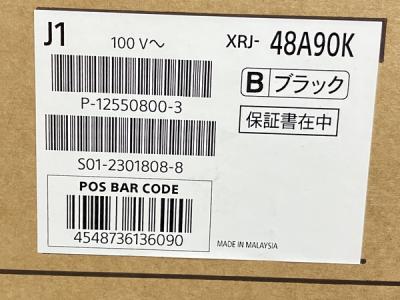 J1
100 V～
XRJ- 48A90K
P-12550800-3
B ブラック
保証書在中
S01-2301808-8
POS BAR CODE
4548736136090
MADE IN MALAYSIA